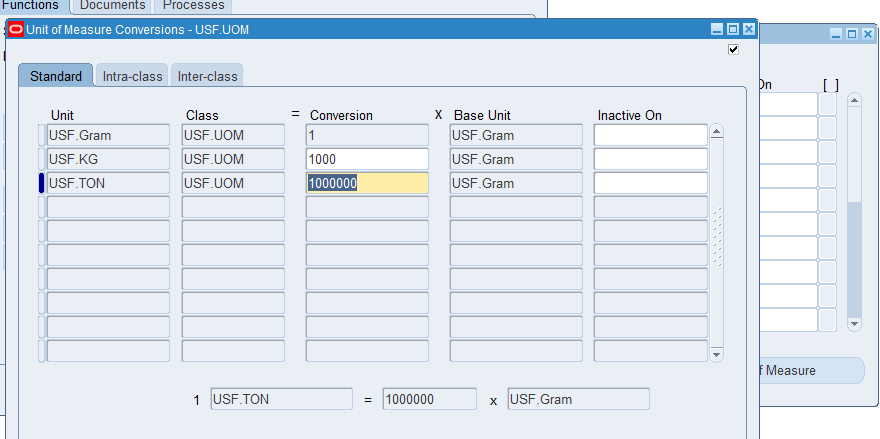 Functions Documents Processes
Unit of Measure Conversions - USF.UOM
Standard Intra-class Inter-class
On [ ]
Unit Class = Conversion X Base Unit Inactive On
USF.Gram USF.UOM 1 USF.Gram
USF.KG USF.UOM 1000 USF.Gram
USF.TON USF.UOM 1000000 USF.Gram
f Measure
1 USF.TON = 1000000 x USF.Gram